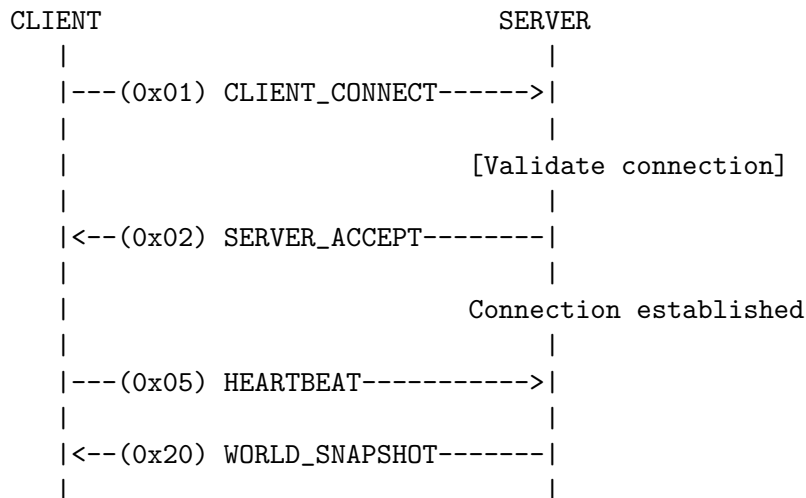 CLIENT SERVER
| |
|---(0x01) CLIENT_CONNECT------>|
| |
| [Validate connection]
| |
|<--(0x02) SERVER_ACCEPT--------|
| |
| Connection established
| |
|---(0x05) HEARTBEAT----------->|
| |
|<--(0x20) WORLD_SNAPSHOT-------|
| |